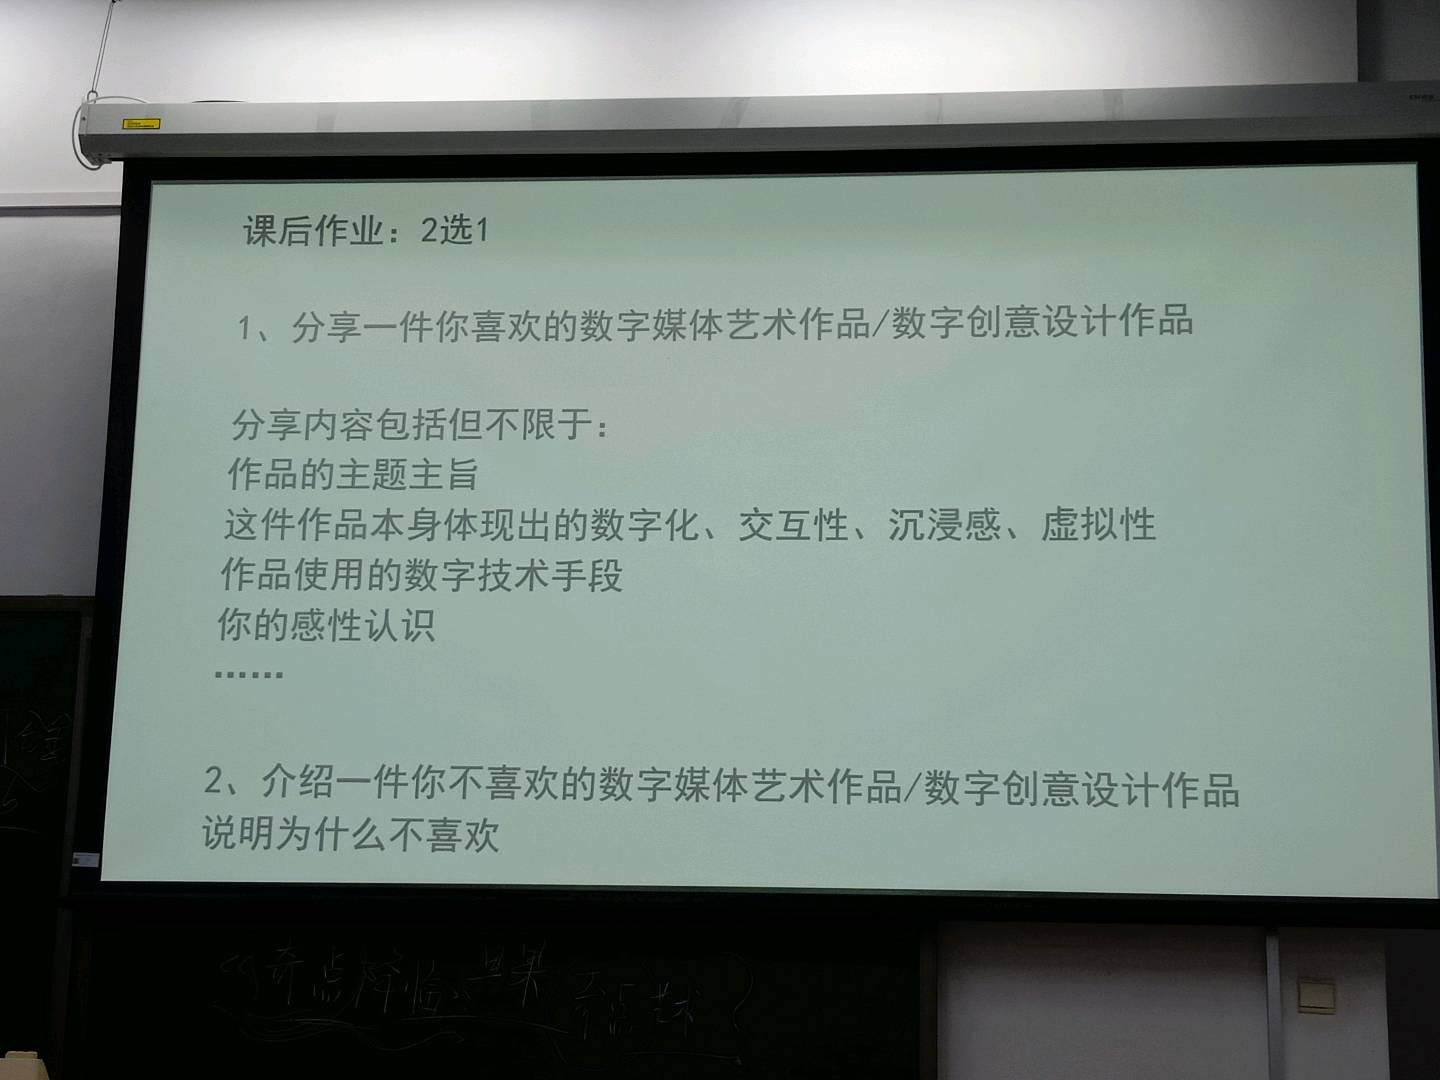 课后作业：2选1
1、分享一件你喜欢的数字媒体艺术作品/数字创意设计作品
分享内容包括但不限于：
作品的主题主旨
这件作品本身体现出的数字化、交互性、沉浸感、虚拟性
作品使用的数字技术手段
你的感性认识
……
2、介绍一件你不喜欢的数字媒体艺术作品/数字创意设计作品
说明为什么不喜欢
奇点降临
艺术？